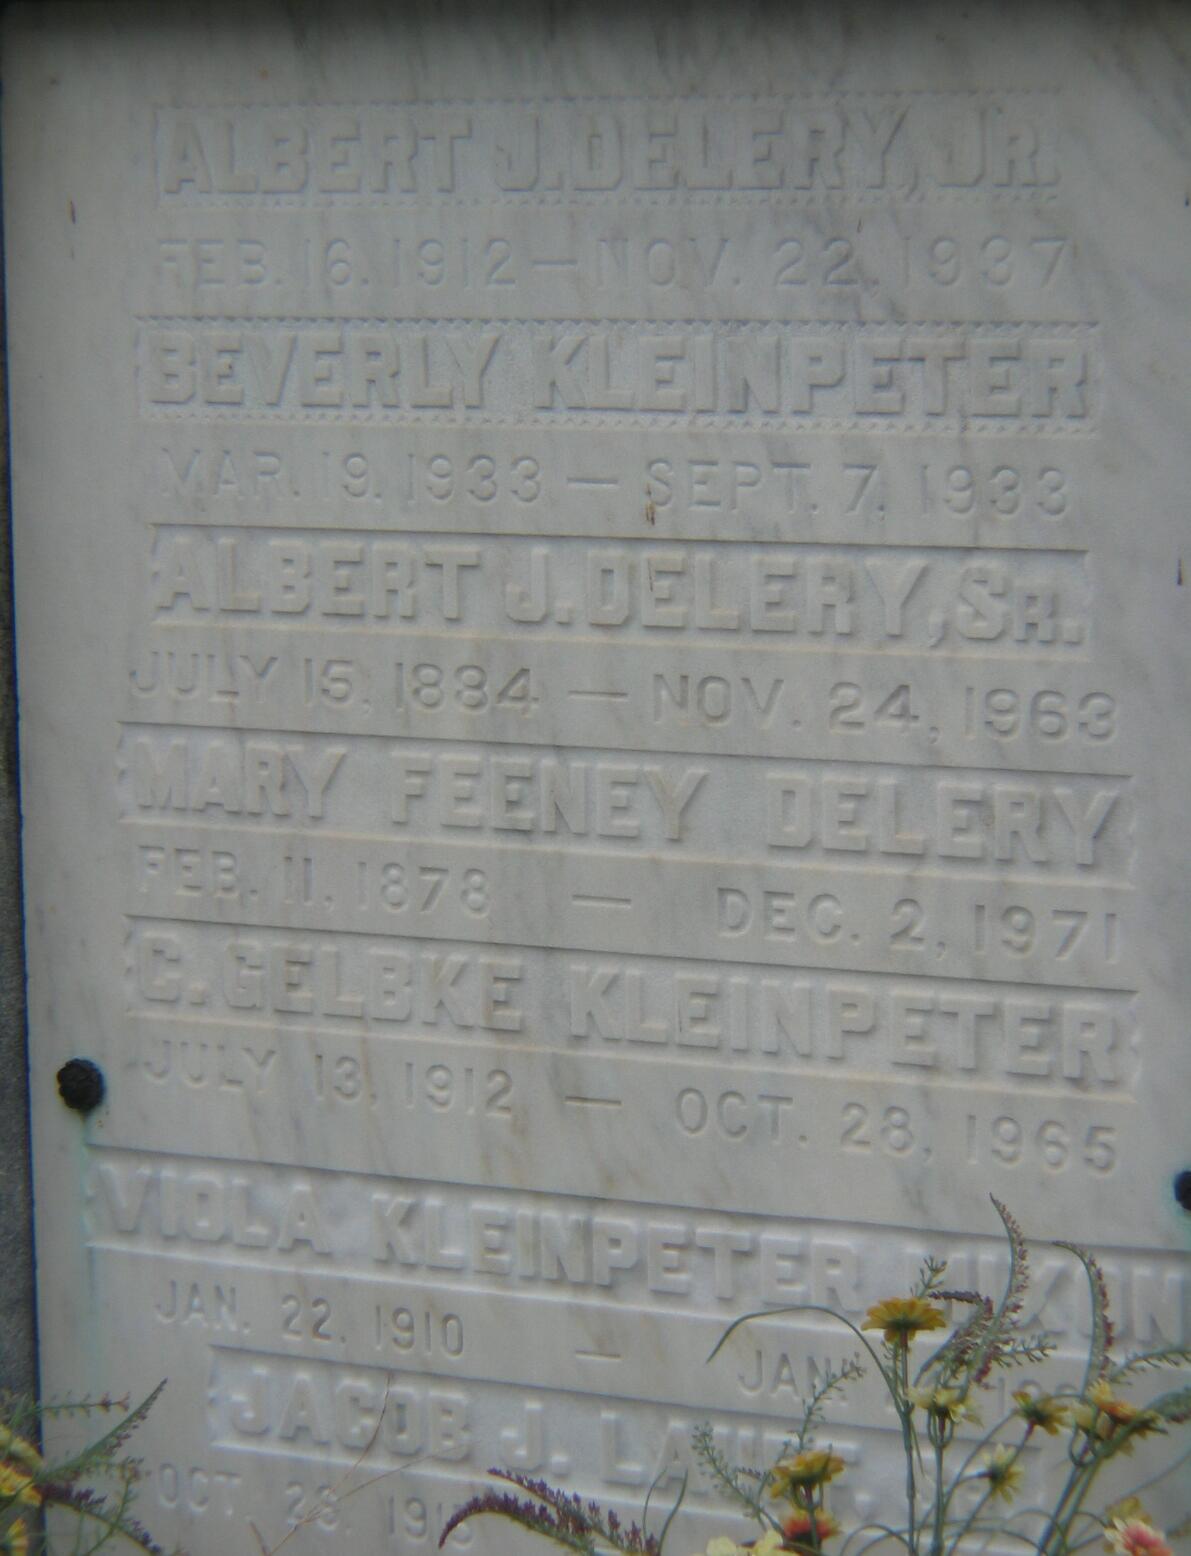 ALBERT J. DELERY, JR.
FEB. 16. 1912 — NOV. 22, 1937
BEVERLY KLEINPETER
MAR. 19. 1933 — SEPT. 7, 1933
ALBERT J. DELERY, SR.
JULY 15, 1884 — NOV. 24, 1963
MARY FEENEY DELERY
FEB. 11, 1878 — DEC. 2, 1971
C. GELBKE KLEINPETER
JULY 13, 1912 — OCT. 28, 1965
VIOLA KLEINPETER MIXON
JAN. 22, 1910 — JAN.
JACOB J.
OCT.